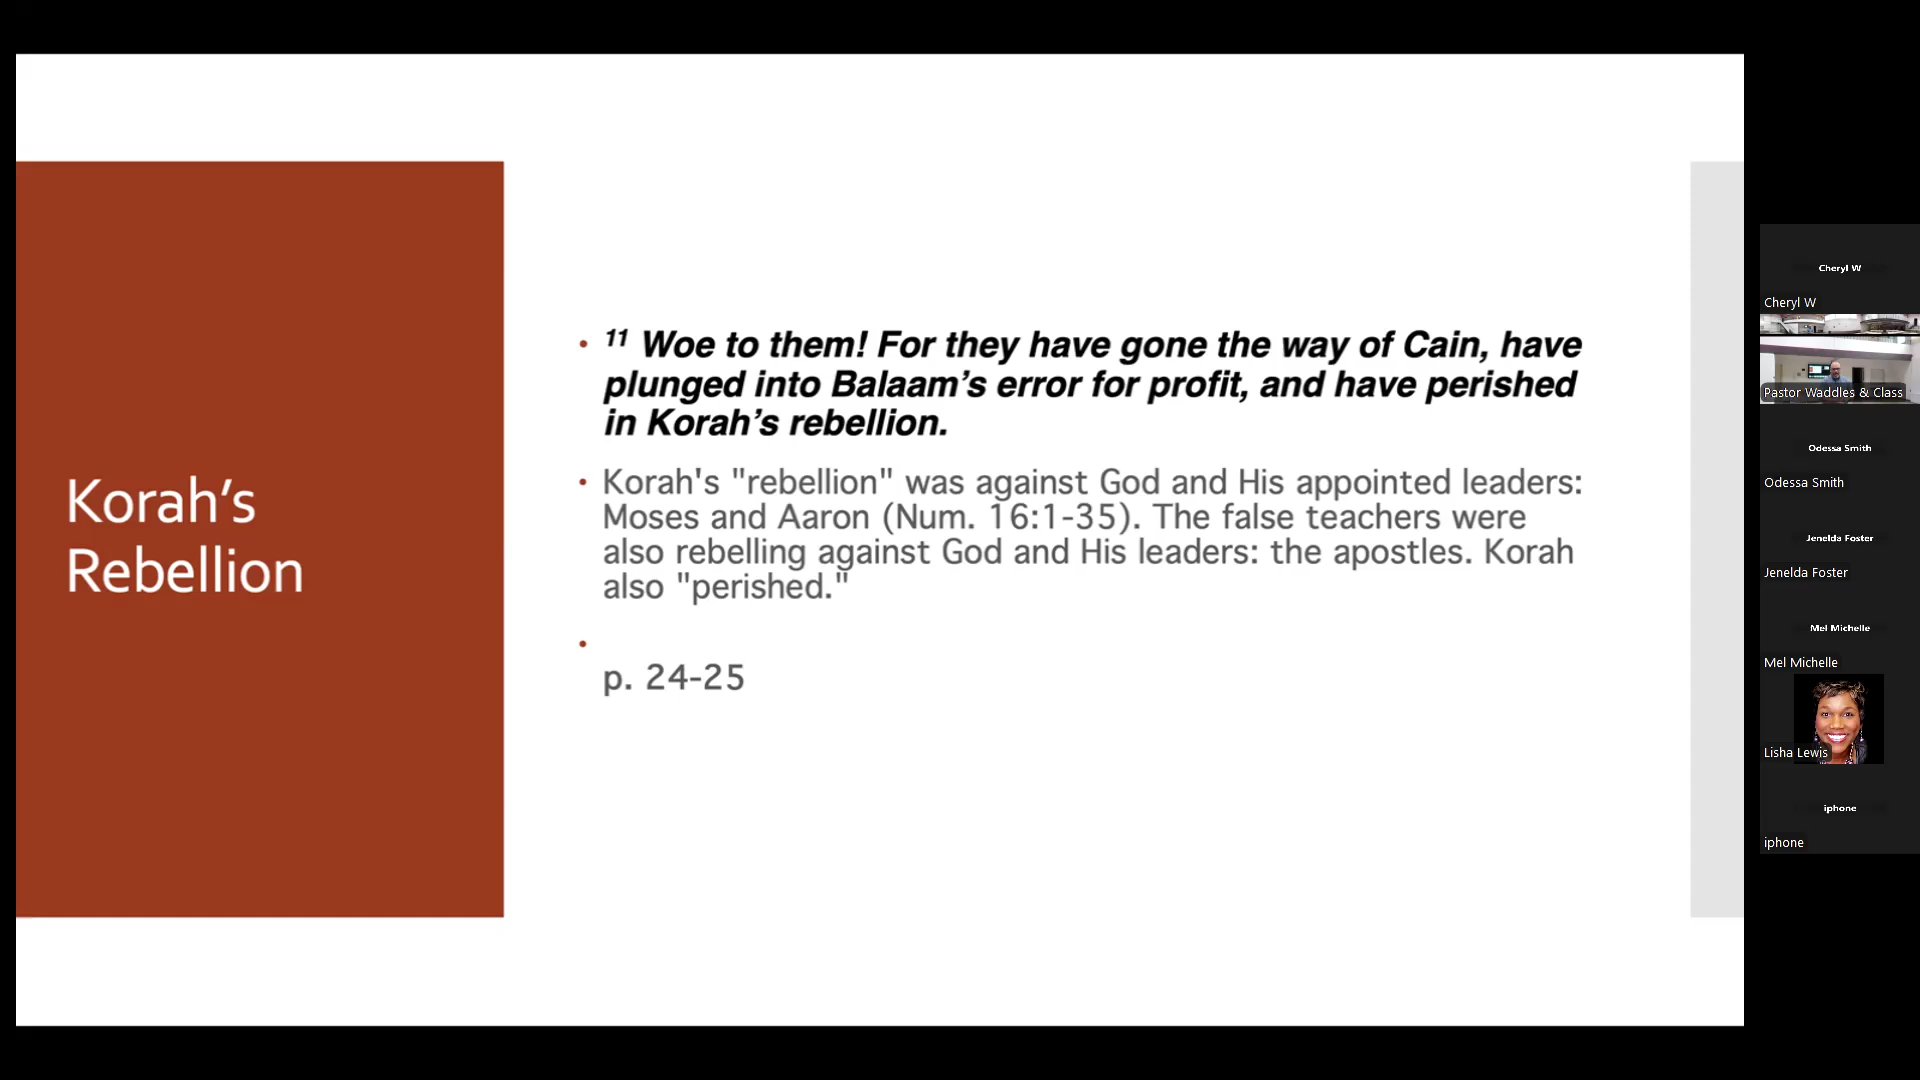 Korah’s
Rebellion
• ¹¹ Woe to them! For they have gone the way of Cain, have
plunged into Balaam’s error for profit, and have perished
in Korah’s rebellion.
• Korah's "rebellion" was against God and His appointed leaders:
Moses and Aaron (Num. 16:1-35). The false teachers were
also rebelling against God and His leaders: the apostles. Korah
also "perished."
•
p. 24-25
Cheryl W
Cheryl W
Pastor Waddles & Class
Odessa Smith
Odessa Smith
Jenelda Foster
Jenelda Foster
Mel Michelle
Mel Michelle
Lisha Lewis
iphone
iphone